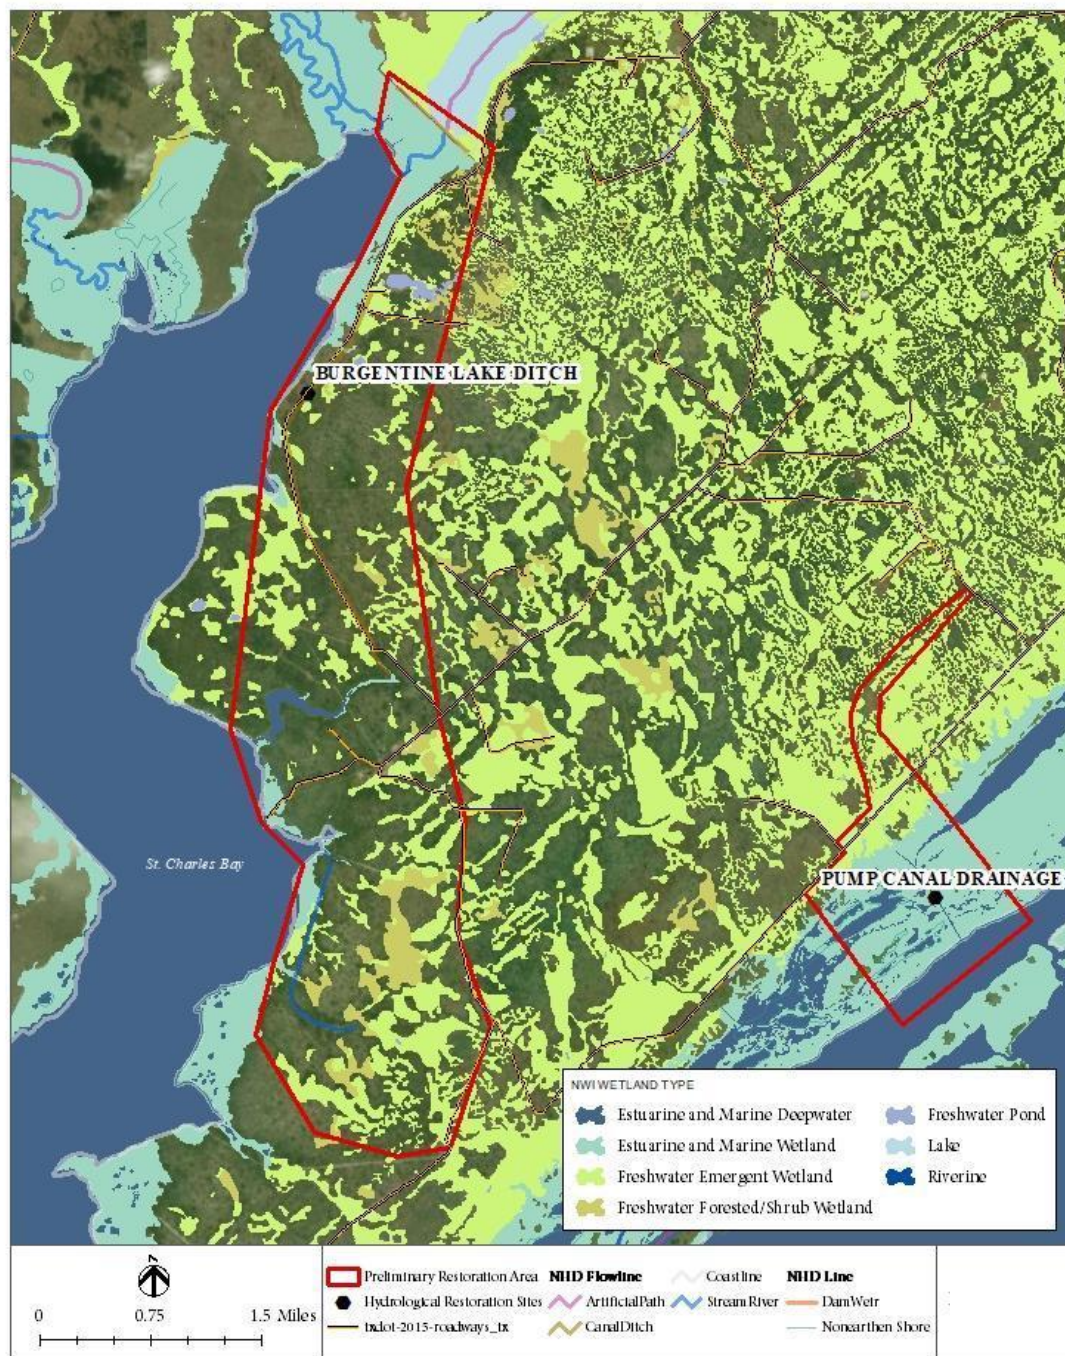 BURGENTINE LAKE DITCH
St. Charles Bay
PUMP CANAL DRAINAGE
NWI WETLAND TYPE
Estuarine and Marine Deepwater
Freshwater Pond
Estuarine and Marine Wetland
Lake
Freshwater Emergent Wetland
Riverine
Freshwater Forested/Shrub Wetland
N
0 0.75 1.5 Miles
Preliminary Restoration Area
NHD Flowline
Coastline
NHD Line
Hydrological Restoration Sites
ArtificialPath
StreamRiver
DamWeir
txdot-2015-roadways_tx
CanalDitch
Nonearthen Shore